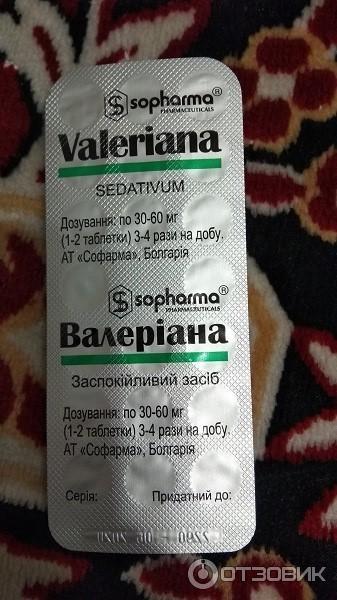 sopharma®
PHARMACEUTICALS
Valeriana
SEDATIVUM
Дозування: по 30-60 мг
(1-2 таблетки) 3-4 рази на добу.
АТ «Софарма», Болгарія
sopharma®
PHARMACEUTICALS
Валеріана
Заспокійливий засіб
Дозування: по 30-60 мг
(1-2 таблетки) 3-4 рази на добу.
АТ «Софарма», Болгарія
Серія: Придатний до:
ОТЗОВИК